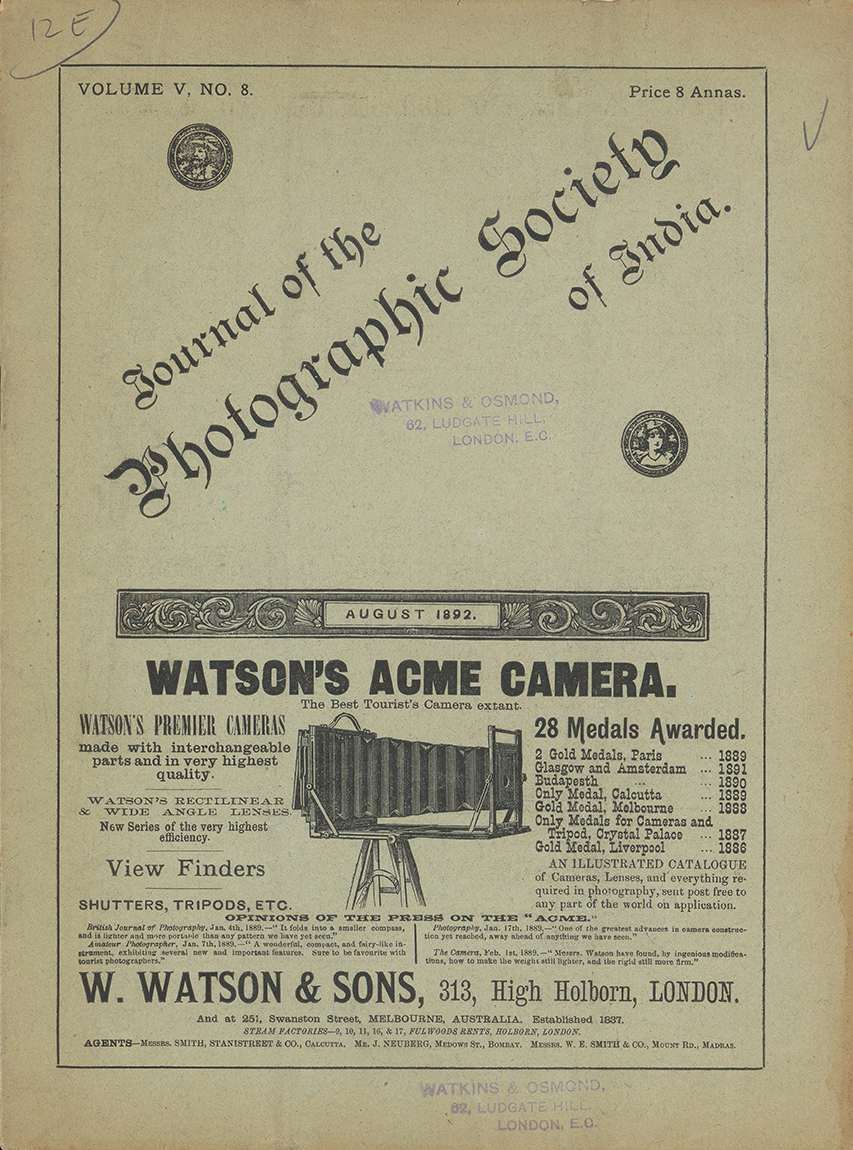 12 E
VOLUME V, NO. 8.
Price 8 Annas.
Journal of the
Photographic Society
of India.
WATKINS & OSMOND,
62, LUDGATE HILL,
LONDON, E.C.
AUGUST 1892.
WATSON'S ACME CAMERA.
The Best Tourist's Camera extant.
WATSON'S PREMIER CAMERAS
made with interchangeable
parts and in very highest
quality.
WATSON'S RECTILINEAR
& WIDE ANGLE LENSES.
New Series of the very highest
efficiency.
View Finders
SHUTTERS, TRIPODS, ETC.
28 Medals Awarded.
2 Gold Medals, Paris ... 1889
Glasgow and Amsterdam ... 1891
Budapesth ... 1890
Only Medal, Calcutta ... 1889
Gold Medal, Melbourne ... 1888
Only Medals for Cameras and
Tripod, Crystal Palace ... 1887
Gold Medal, Liverpool ... 1886
AN ILLUSTRATED CATALOGUE
of Cameras, Lenses, and everything re-
quired in photography, sent post free to
any part of the world on application.
OPINIONS OF THE PRESS ON THE "ACME."
British Journal of Photography, Jan. 4th, 1889.—"It folds into a smaller compass,
and is lighter and more portable than any pattern we have yet seen."
Amateur Photographer, Jan. 7th, 1889.—"A wonderful, compact, and fairy-like in-
strument, exhibiting several new and important features. Sure to be favourite with
tourist photographers."
Photography, Jan. 17th, 1889.—"One of the greatest advances in camera construc-
tion yet reached, away ahead of anything we have seen."
The Camera, Feb. 1st, 1889.—"Messrs. Watson have found, by ingenious modifica-
tions, how to make the weight still lighter, and the rigid still more firm."
W. WATSON & SONS, 313, High Holborn, LONDON.
And at 251, Swanston Street, MELBOURNE, AUSTRALIA. Established 1837.
STEAM FACTORIES—9, 10, 11, 16, & 17, FULWOODS RENTS, HOLBORN, LONDON.
AGENTS—MESSRS. SMITH, STANISTREET & CO., CALCUTTA. MR. J. NEUBERG, MEDOWS ST., BOMBAY. MESSRS. W. E. SMITH & CO., MOUNT RD., MADRAS.
WATKINS & OSMOND,
62, LUDGATE HILL,
LONDON, E.C.